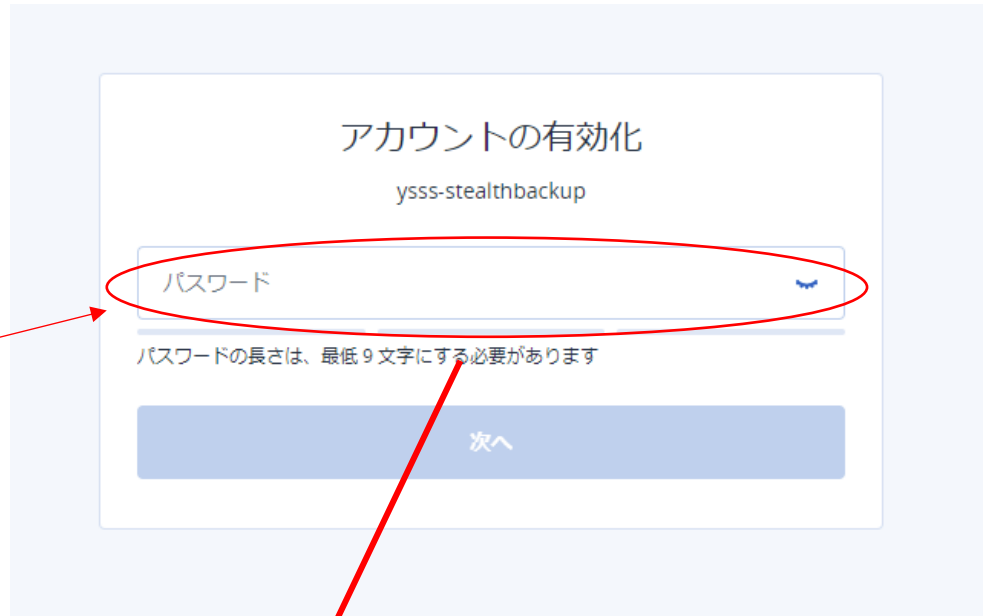 アカウントの有効化
ysss-stealthbackup
パスワード
パスワードの長さは、最低 9 文字にする必要があります
次へ